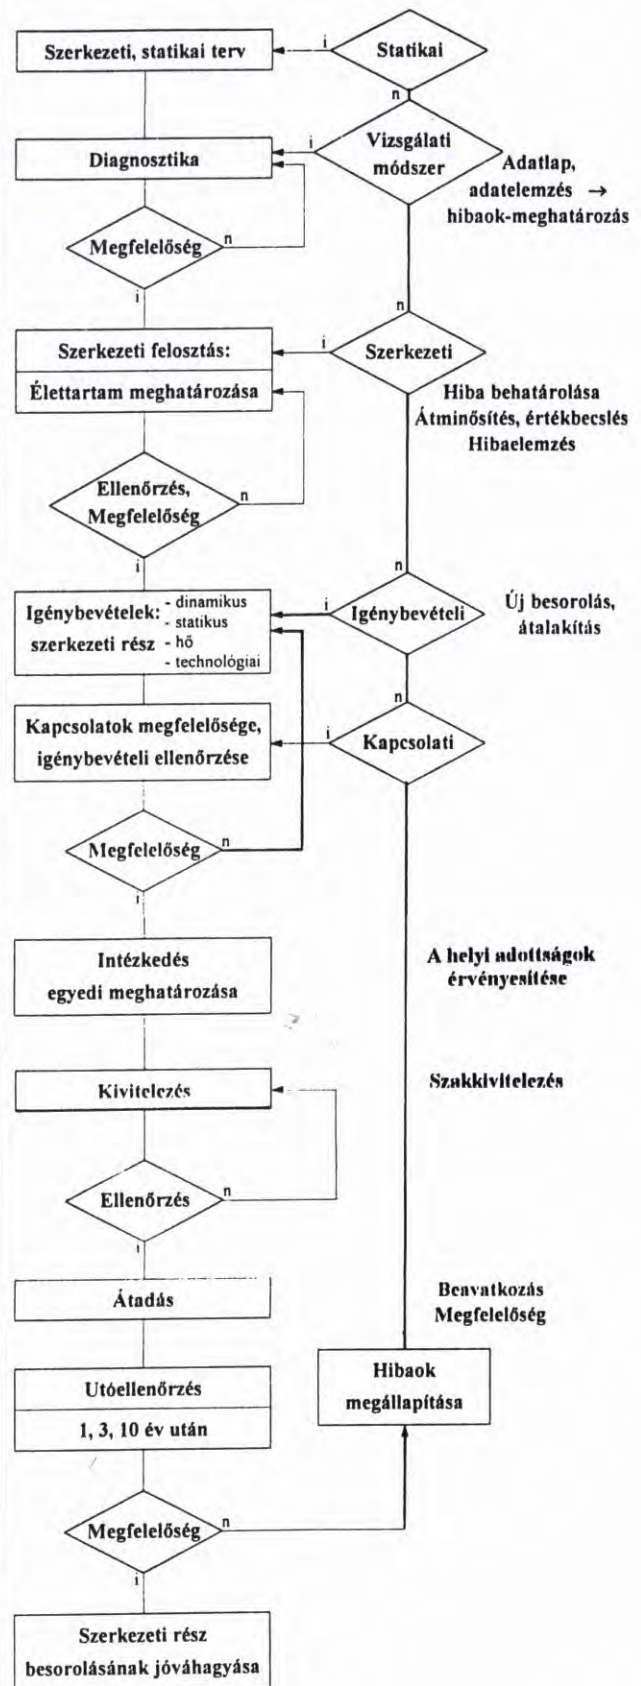 Szerkezeti, statikai terv
i
Statikai
n
Diagnosztika
i
Vizsgálati
módszer
Adatlap,
adatelemzés →
hibaok-meghatározás
Megfelelőség
n
i
n
Szerkezeti felosztás:
i
Szerkezeti
Élettartam meghatározása
Hiba behatárolása
Átminősítés, értékbecslés
Hibaelemzés
Ellenőrzés,
Megfelelőség
n
i
n
Igénybevételek:
szerkezeti rész
- dinamikus
- statikus
- hő
- technológiai
i
Igénybevételi
Új besorolás,
átalakítás
n
Kapcsolatok megfelelősége,
igénybevételi ellenőrzése
i
Kapcsolati
Megfelelőség
n
i
Intézkedés
egyedi meghatározása
A helyi adottságok
érvényesítése
Kivitelezés
Szakkivitelezés
Ellenőrzés
n
i
Átadás
Beavatkozás
Megfelelőség
Utóellenőrzés
1, 3, 10 év után
Hibaok
megállapítása
Megfelelőség
n
i
Szerkezeti rész
besorolásának jóváhagyása